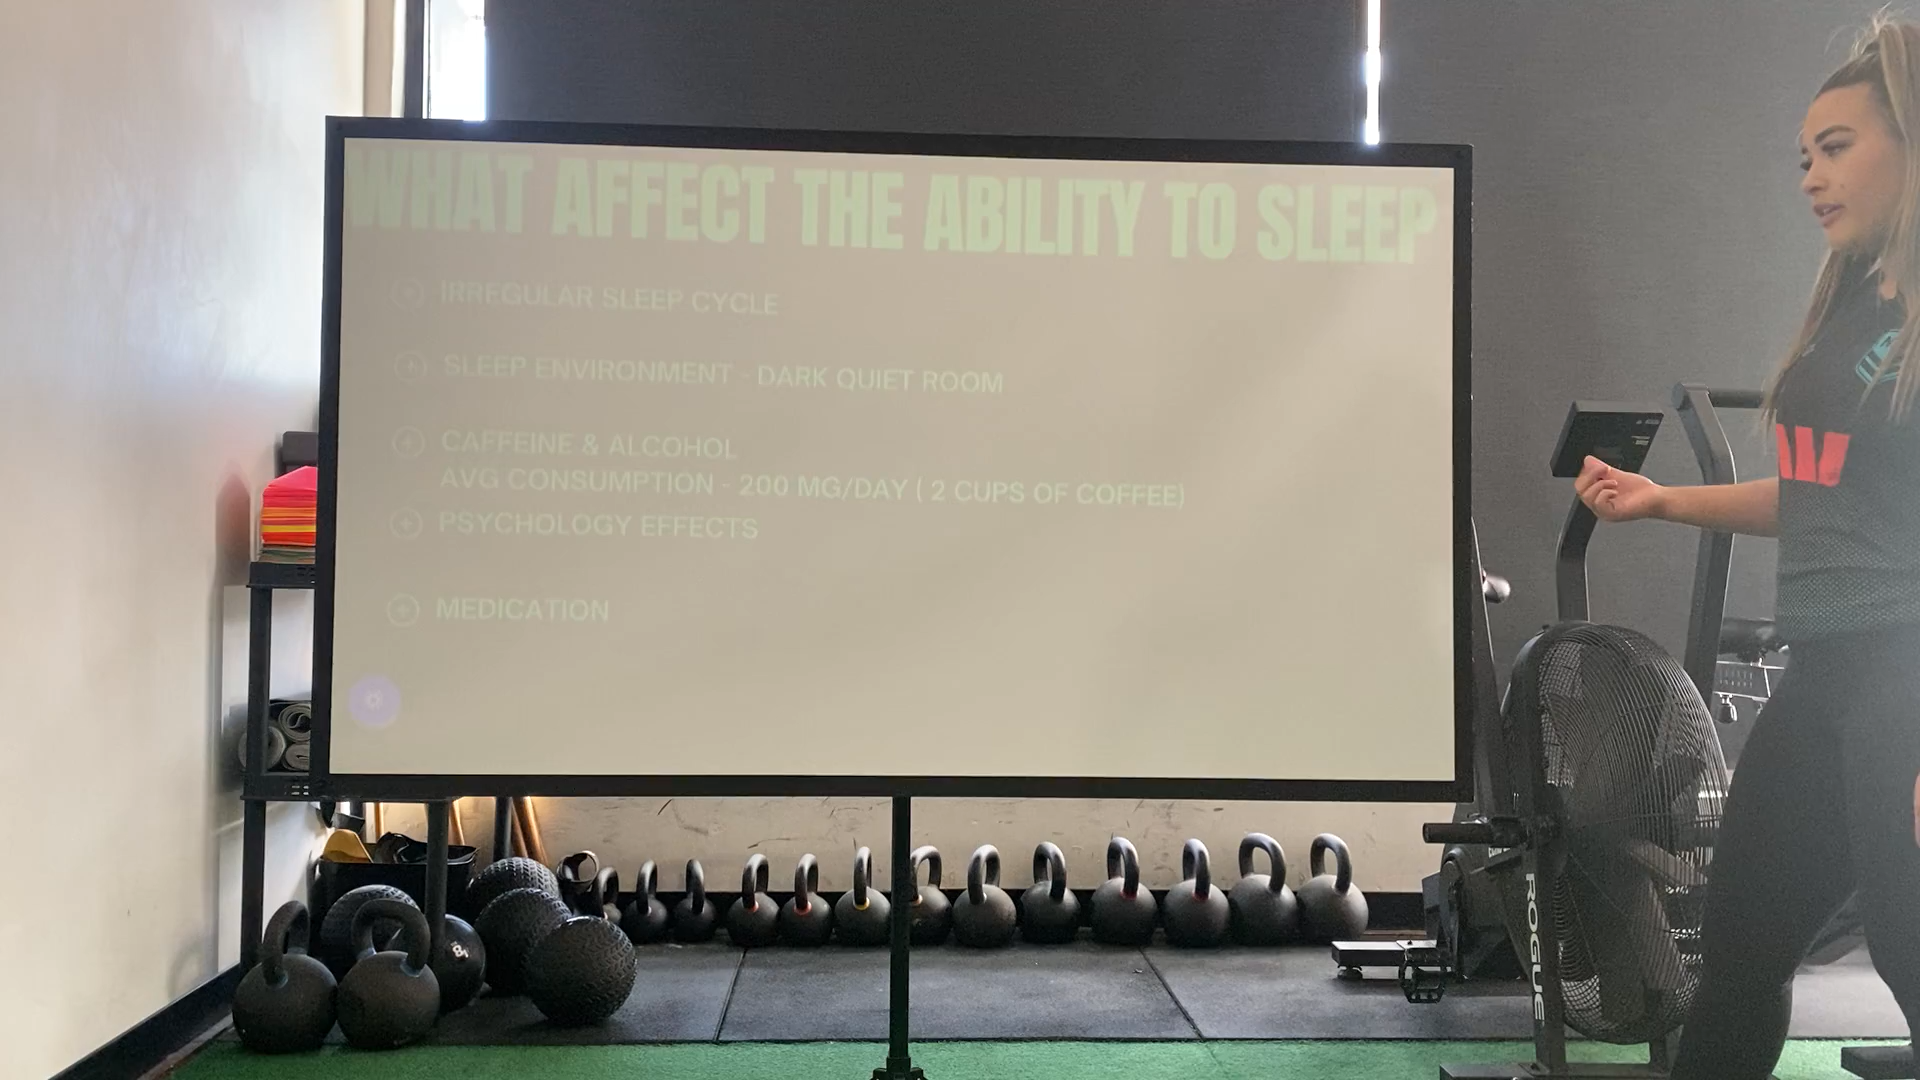 WHAT AFFECT THE ABILITY TO SLEEP
IRREGULAR SLEEP CYCLE
SLEEP ENVIRONMENT - DARK QUIET ROOM
CAFFEINE & ALCOHOL
AVG CONSUMPTION - 200 MG/DAY ( 2 CUPS OF COFFEE)
PSYCHOLOGY EFFECTS
MEDICATION
ROGUE